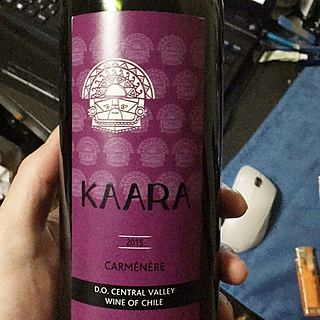 KAARA
2015
CARMÉNÈRE
D.O. CENTRAL VALLEY
WINE OF CHILE